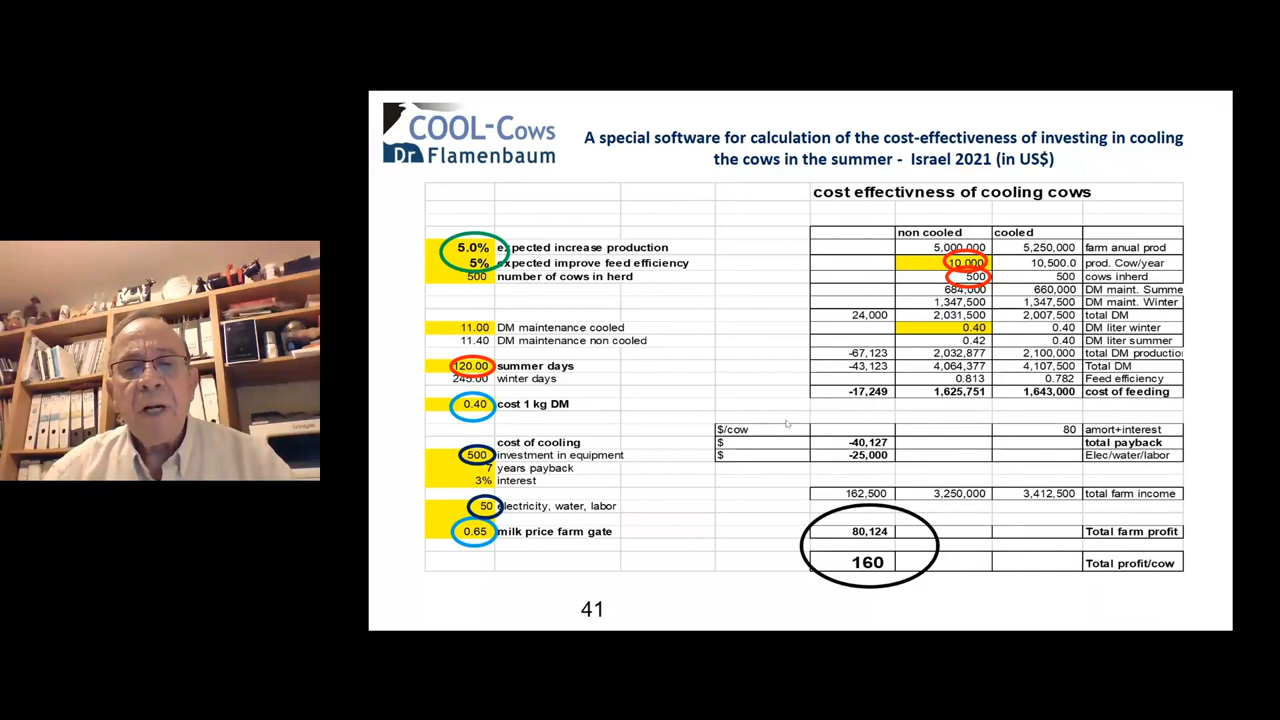 COOL-Cows
Dr Flamenbaum
A special software for calculation of the cost-effectiveness of investing in cooling
the cows in the summer - Israel 2021 (in US$)
cost effectivness of cooling cows
non cooled cooled
5.0% expected increase production 5,000,000 5,250,000 farm anual prod
5% expected improve feed efficiency 10,000 10,500.0 prod. Cow/year
500 number of cows in herd 500 500 cows inherd
684,000 660,000 DM maint. Summe
1,347,500 1,347,500 DM maint. Winter
24,000 2,031,500 2,007,500 total DM
11.00 DM maintenance cooled 0.40 0.40 DM liter winter
11.40 DM maintenance non cooled 0.42 0.40 DM liter summer
-67,123 2,032,877 2,100,000 total DM productio
120.00 summer days -43,123 4,064,377 4,107,500 Total DM
245.00 winter days 0.813 0.782 Feed efficiency
-17,249 1,625,751 1,643,000 cost of feeding
0.40 cost 1 kg DM
$/cow 80 amort+interest
cost of cooling $ -40,127 total payback
500 investment in equipment $ -25,000 Elec/water/labor
7 years payback
3% interest
162,500 3,250,000 3,412,500 total farm income
50 electricity, water, labor
0.65 milk price farm gate 80,124 Total farm profit
160 Total profit/cow
41